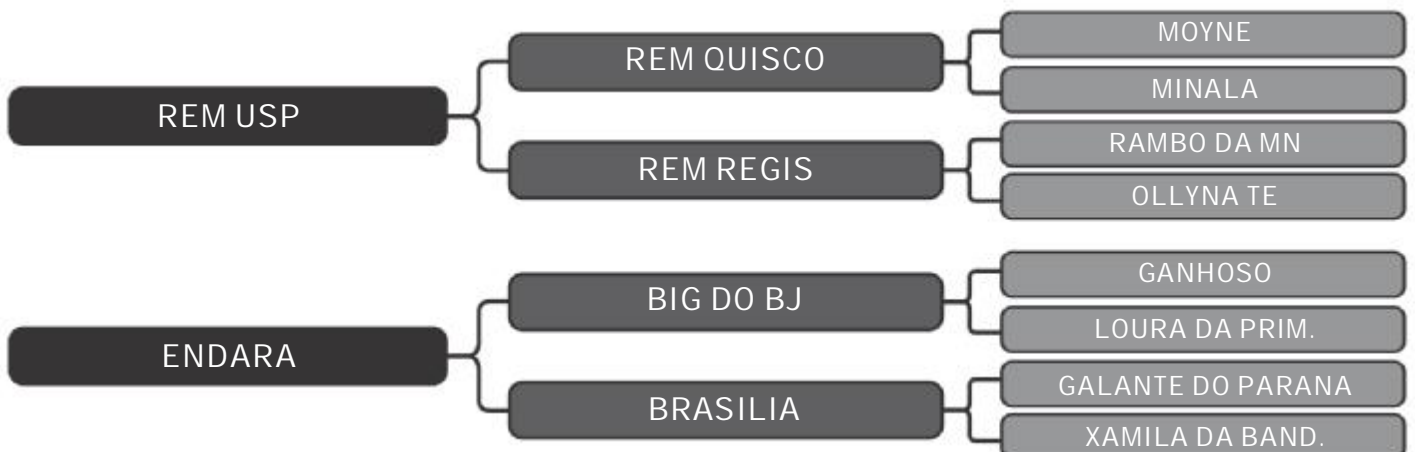 REM USP
REM QUISCO
MOYNE
MINALA
REM REGIS
RAMBO DA MN
OLLYNA TE
ENDARA
BIG DO BJ
GANHOSO
LOURA DA PRIM.
BRASILIA
GALANTE DO PARANA
XAMILA DA BAND.